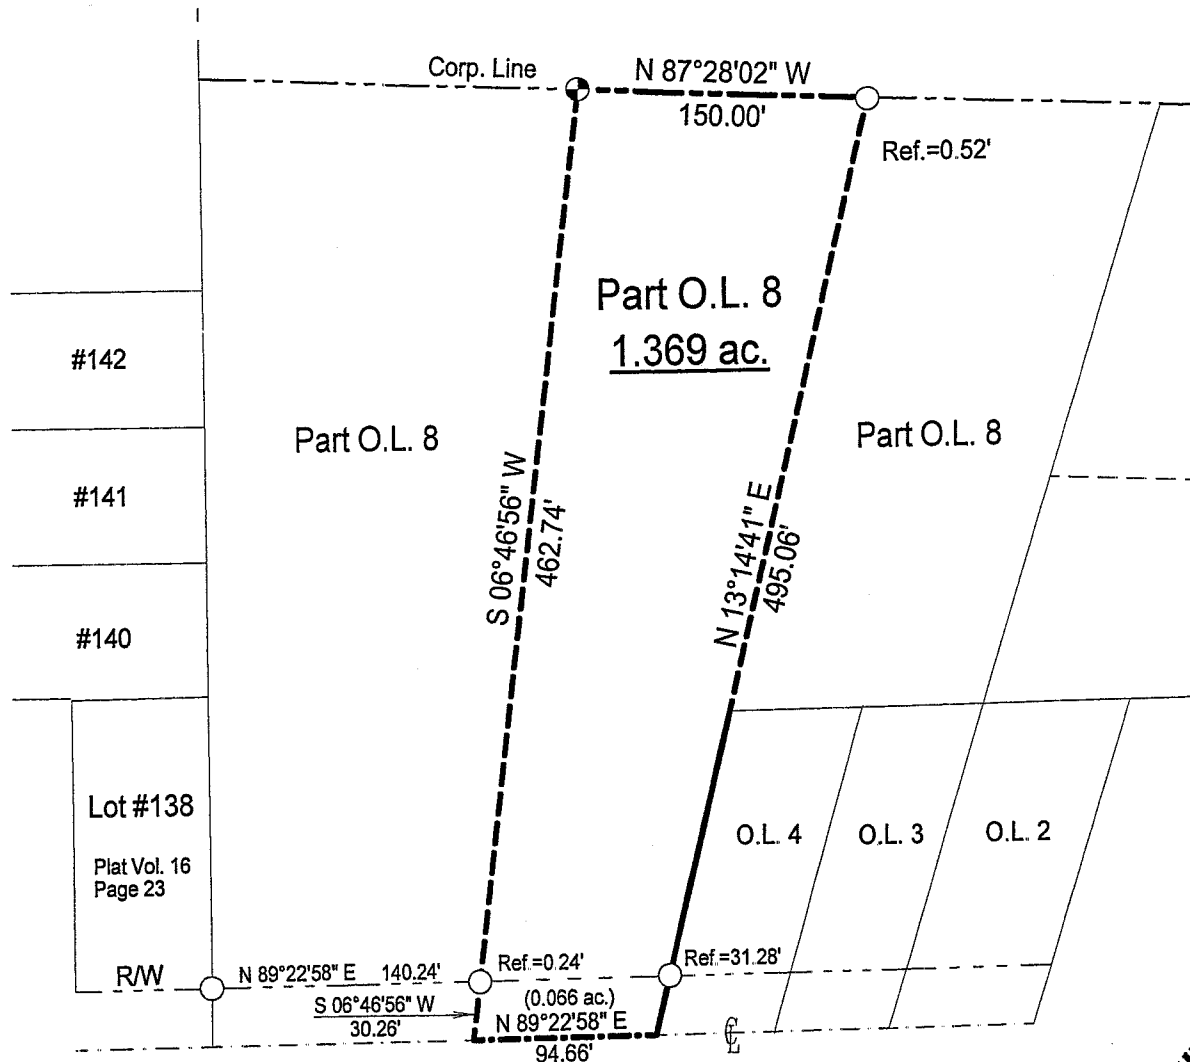 Corp. Line
N 87°28'02" W
150.00'
Ref.=0.52'
Part O.L. 8
1.369 ac.
#142
Part O.L. 8
Part O.L. 8
#141
S 06°46'56" W
462.74'
N 13°14'41" E
495.06'
#140
Lot #138
O.L. 4
O.L. 3
O.L. 2
Plat Vol. 16
Page 23
R/W
N 89°22'58" E 140.24'
Ref.=0.24'
Ref.=31.28'
(0.066 ac.)
S 06°46'56" W
30.26'
N 89°22'58" E
94.66'
℄